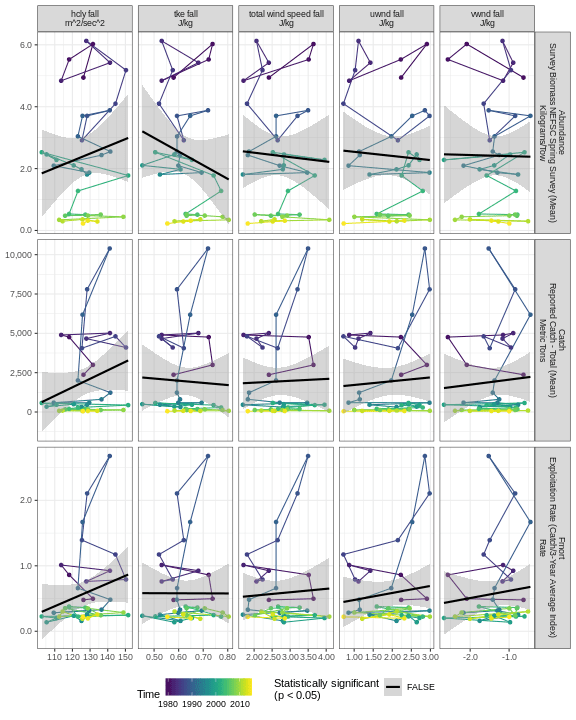 hcly fall
m^2/sec^2
tke fall
J/kg
total wind speed fall
J/kg
uwnd fall
J/kg
vwnd fall
J/kg
6.0
4.0
2.0
0.0
Abundance
Survey Biomass NEFSC Spring Survey (Mean)
Kilograms/Tow
10,000
7,500
5,000
2,500
0
Catch
Reported Catch - Total (Mean)
Metric Tons
2.0
1.0
0.0
Fmort
Exploitation Rate (Catch/3-Year Average Index)
Rate
110 120 130 140 150
0.50 0.60 0.70 0.80
2.00 2.50 3.00 3.50 4.00
1.00 1.50 2.00 2.50 3.00
-2.0 -1.0
Time
1980 1990 2000 2010
Statistically significant
(p < 0.05)
FALSE